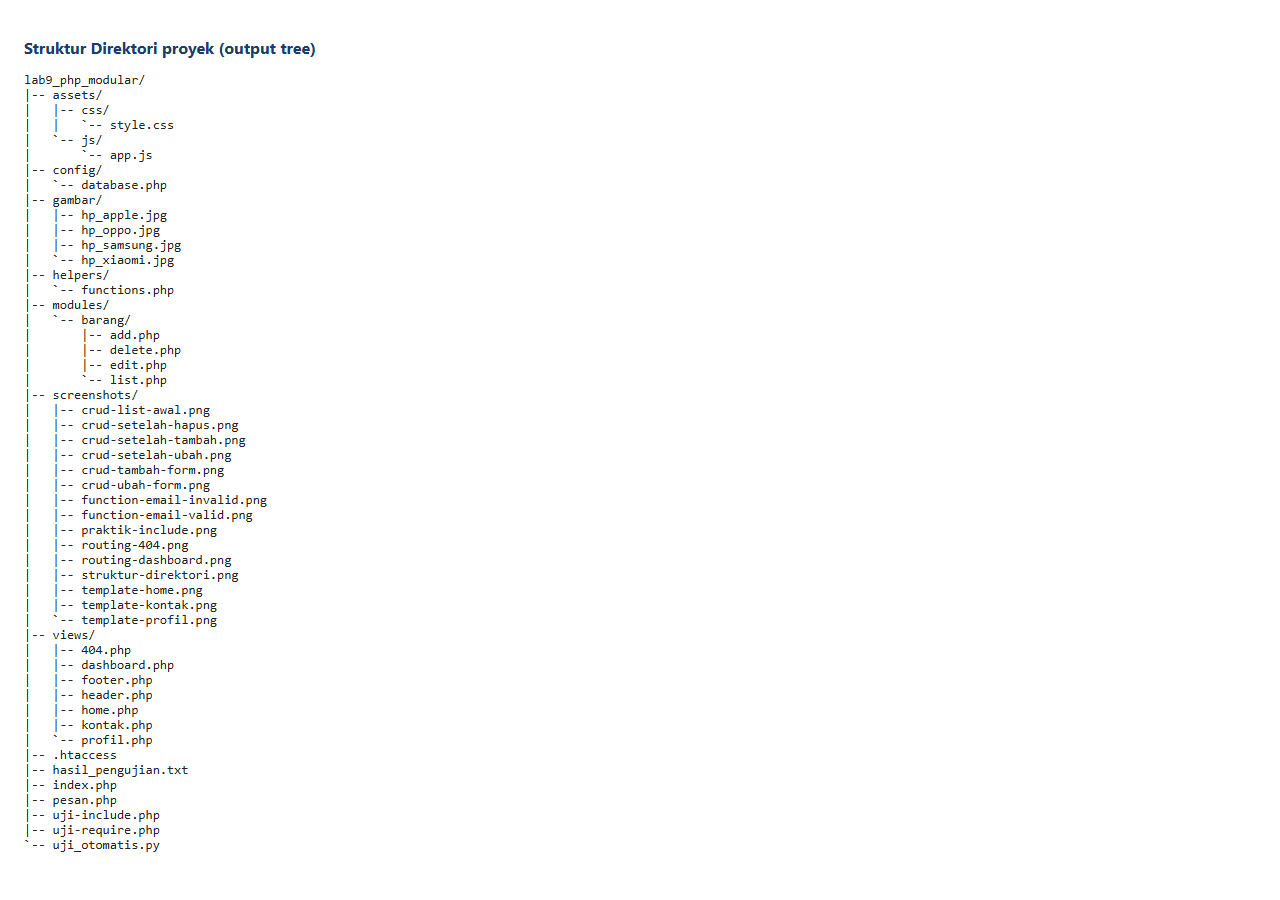 Struktur Direktori proyek (output tree)
lab9_php_modular/
|-- assets/
|   |-- css/
|   |   `-- style.css
|   `-- js/
|       `-- app.js
|-- config/
|   `-- database.php
|-- gambar/
|   |-- hp_apple.jpg
|   |-- hp_oppo.jpg
|   |-- hp_samsung.jpg
|   `-- hp_xiaomi.jpg
|-- helpers/
|   `-- functions.php
|-- modules/
|   `-- barang/
|       |-- add.php
|       |-- delete.php
|       |-- edit.php
|       `-- list.php
|-- screenshots/
|   |-- crud-list-awal.png
|   |-- crud-setelah-hapus.png
|   |-- crud-setelah-tambah.png
|   |-- crud-setelah-ubah.png
|   |-- crud-tambah-form.png
|   |-- crud-ubah-form.png
|   |-- function-email-invalid.png
|   |-- function-email-valid.png
|   |-- praktik-include.png
|   |-- routing-404.png
|   |-- routing-dashboard.png
|   |-- struktur-direktori.png
|   |-- template-home.png
|   |-- template-kontak.png
|   `-- template-profil.png
|-- views/
|   |-- 404.php
|   |-- dashboard.php
|   |-- footer.php
|   |-- header.php
|   |-- home.php
|   |-- kontak.php
|   `-- profil.php
|-- .htaccess
|-- hasil_pengujian.txt
|-- index.php
|-- pesan.php
|-- uji-include.php
|-- uji-require.php
`-- uji_otomatis.py